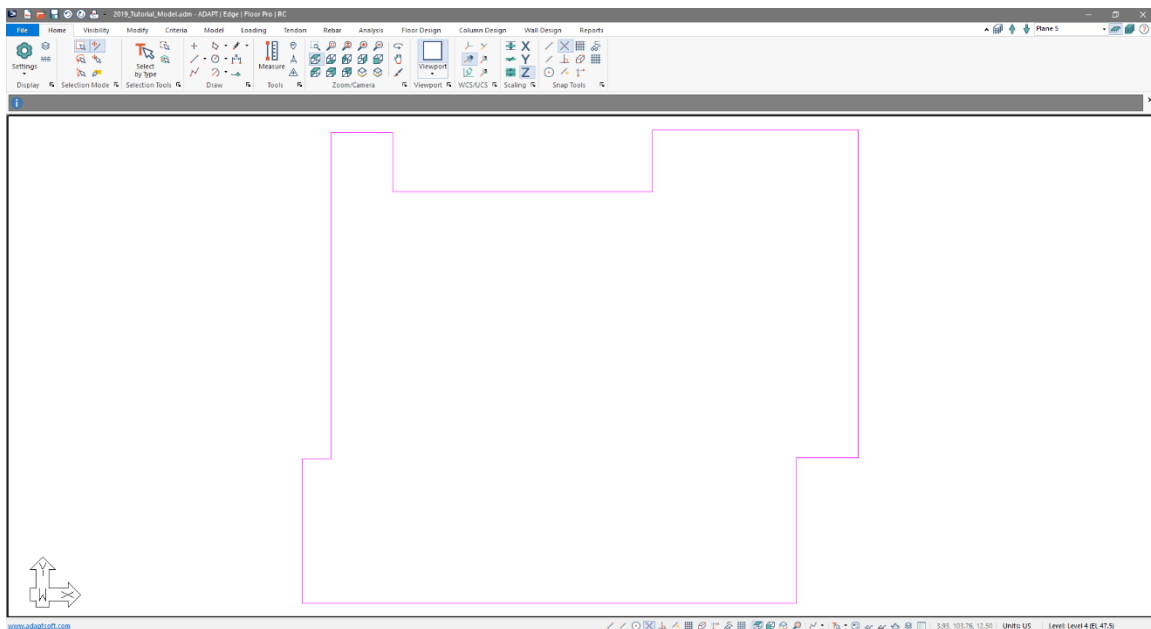 2019_Tutorial_Model.adm - ADAPT | Edge | Floor Pro | RC
File Home Visibility Modify Criteria Model Loading Tendon Rebar Analysis Floor Design Column Design Wall Design Reports Plane 5
Settings Select by Type Measure Viewport X Y Z
Display Selection Mode Selection Tools Draw Tools Zoom/Camera Viewport WCS/UCS Scaling Snap Tools
Y
W X
www.adaptsoft.com 3.93, 103.76, 12.50 Units: US Level: Level 4 (El. 47.5)